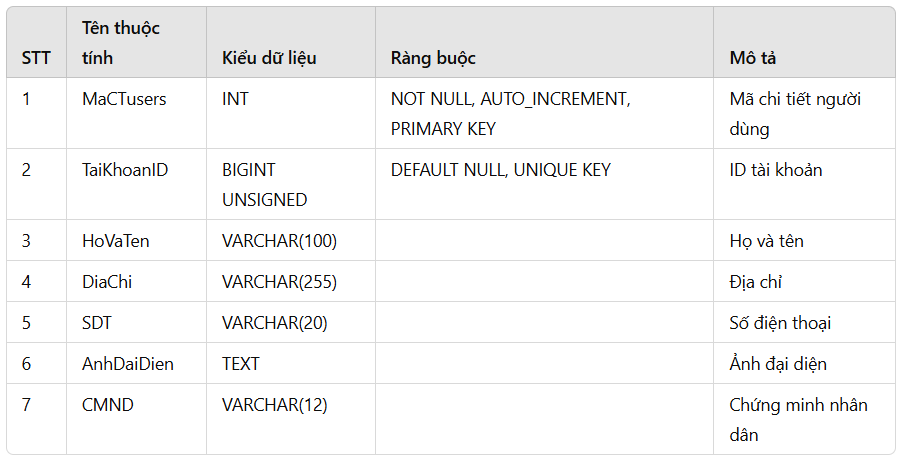 STT Tên thuộc tính Kiểu dữ liệu Ràng buộc Mô tả
1 MaCTusers INT NOT NULL, AUTO_INCREMENT, PRIMARY KEY Mã chi tiết người dùng
2 TaiKhoanID BIGINT UNSIGNED DEFAULT NULL, UNIQUE KEY ID tài khoản
3 HoVaTen VARCHAR(100) Họ và tên
4 DiaChi VARCHAR(255) Địa chỉ
5 SDT VARCHAR(20) Số điện thoại
6 AnhDaiDien TEXT Ảnh đại diện
7 CMND VARCHAR(12) Chứng minh nhân dân